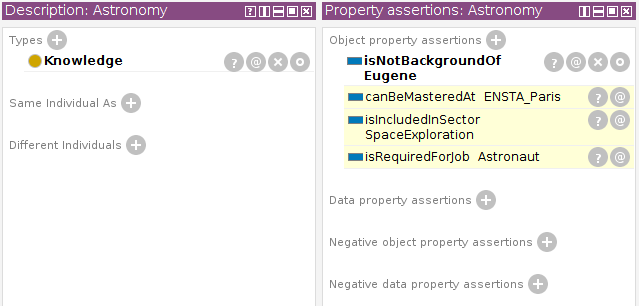 Description: Astronomy
Types
Knowledge
Same Individual As
Different Individuals
Property assertions: Astronomy
Object property assertions
isNotBackgroundOf
Eugene
canBeMasteredAt ENSTA_Paris
isIncludedInSector
SpaceExploration
isRequiredForJob Astronaut
Data property assertions
Negative object property assertions
Negative data property assertions